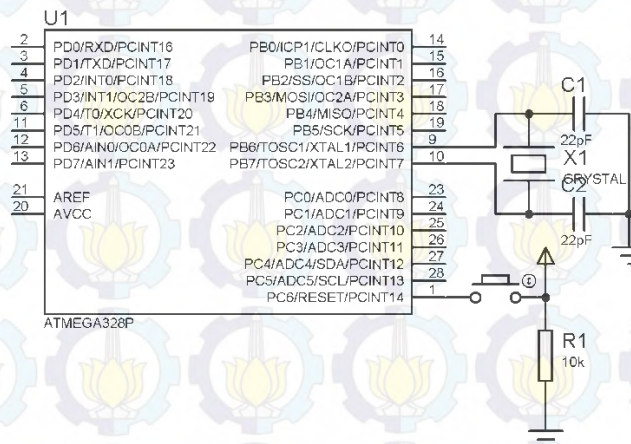 U1
2 PD0/RXD/PCINT16 PB0/ICP1/CLKO/PCINT0 14
3 PD1/TXD/PCINT17 PB1/OC1A/PCINT1 15
4 PD2/INT0/PCINT18 PB2/SS/OC1B/PCINT2 16
5 PD3/INT1/OC2B/PCINT19 PB3/MOSI/OC2A/PCINT3 17
6 PD4/T0/XCK/PCINT20 PB4/MISO/PCINT4 18
11 PD5/T1/OC0B/PCINT21 PB5/SCK/PCINT5 19
12 PD6/AIN0/OC0A/PCINT22 PB6/TOSC1/XTAL1/PCINT6 9
13 PD7/AIN1/PCINT23 PB7/TOSC2/XTAL2/PCINT7 10
21 AREF PC0/ADC0/PCINT8 23
20 AVCC PC1/ADC1/PCINT9 24
PC2/ADC2/PCINT10 25
PC3/ADC3/PCINT11 26
PC4/ADC4/SDA/PCINT12 27
PC5/ADC5/SCL/PCINT13 28
PC6/RESET/PCINT14 1
ATMEGA328P
C1
22pF
X1
CRYSTAL
C2
22pF
R1
10k